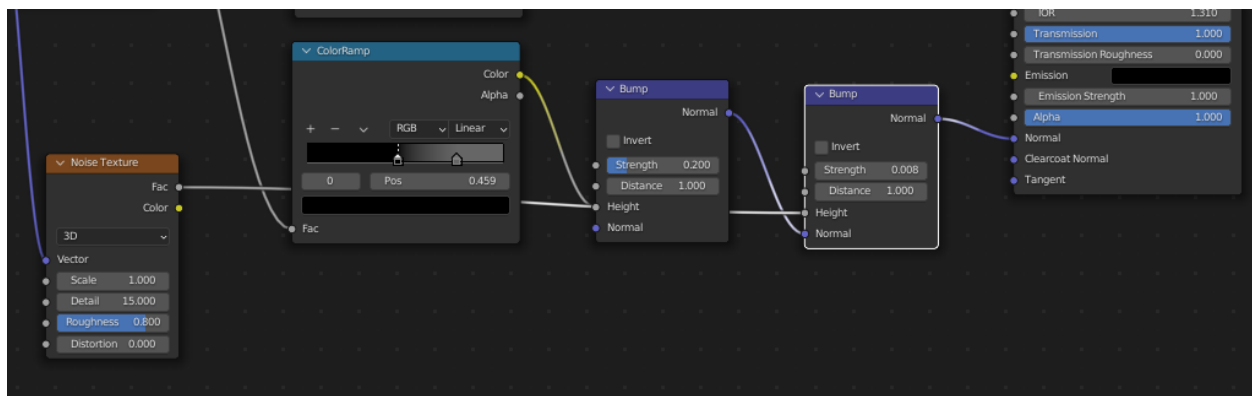 Noise Texture
Fac
Color
3D
Vector
Scale 1.000
Detail 15.000
Roughness 0.800
Distortion 0.000
ColorRamp
Color
Alpha
+ − RGB Linear
0 Pos 0.459
Fac
Bump
Normal
Invert
Strength 0.200
Distance 1.000
Height
Normal
Bump
Normal
Invert
Strength 0.008
Distance 1.000
Height
Normal
IOR 1.310
Transmission 1.000
Transmission Roughness 0.000
Emission
Emission Strength 1.000
Alpha 1.000
Normal
Clearcoat Normal
Tangent